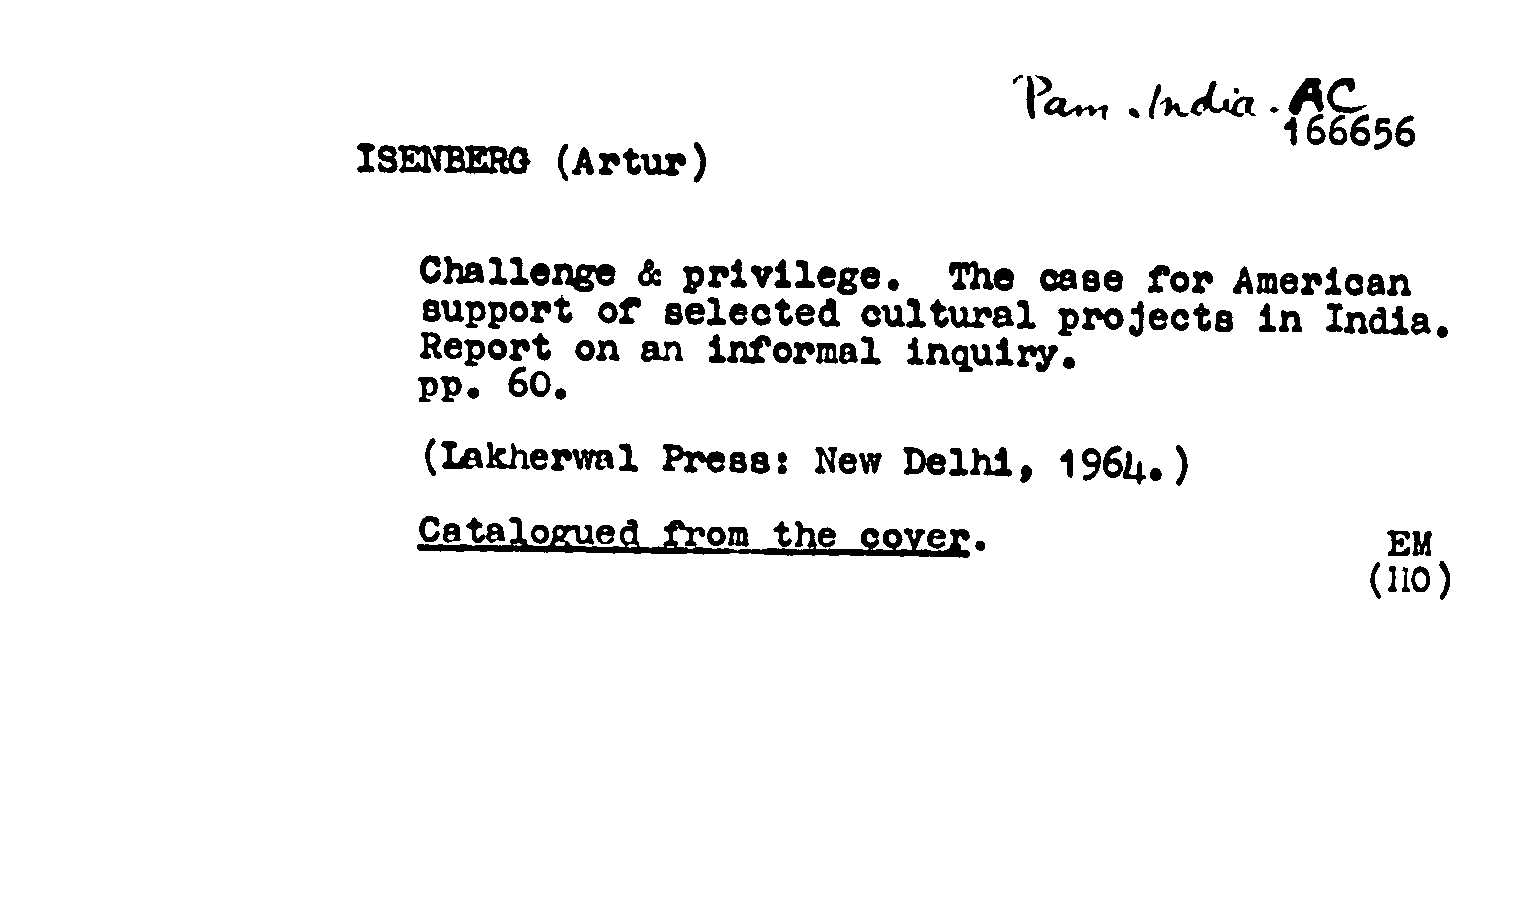 Pam. India. AC
166656
ISENBERG (Artur)
Challenge & privilege. The case for American
support of selected cultural projects in India.
Report on an informal inquiry.
pp. 60.
(Lakherwal Press: New Delhi, 1964.)
Catalogued from the cover.
EM
(110)